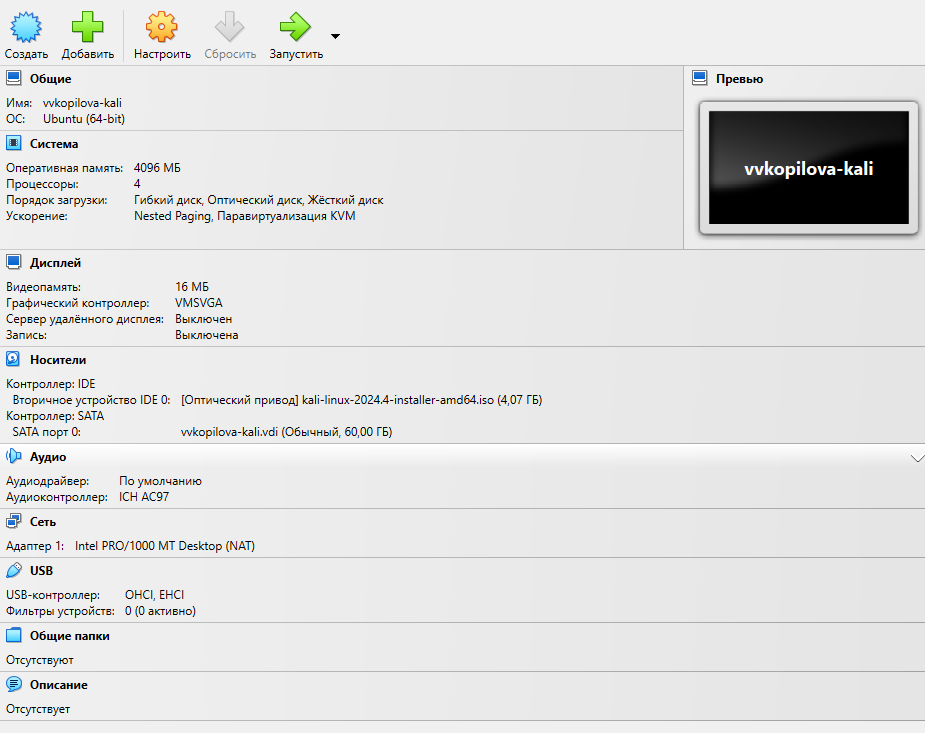 Создать Добавить Настроить Сбросить Запустить
Общие
Имя: vvkopilova-kali
ОС: Ubuntu (64-bit)
Превью
vvkopilova-kali
Система
Оперативная память: 4096 МБ
Процессоры: 4
Порядок загрузки: Гибкий диск, Оптический диск, Жёсткий диск
Ускорение: Nested Paging, Паравиртуализация KVM
Дисплей
Видеопамять: 16 МБ
Графический контроллер: VMSVGA
Сервер удалённого дисплея: Выключен
Запись: Выключена
Носители
Контроллер: IDE
Вторичное устройство IDE 0: [Оптический привод] kali-linux-2024.4-installer-amd64.iso (4,07 ГБ)
Контроллер: SATA
SATA порт 0: vvkopilova-kali.vdi (Обычный, 60,00 ГБ)
Аудио
Аудиодрайвер: По умолчанию
Аудиоконтроллер: ICH AC97
Сеть
Адаптер 1: Intel PRO/1000 MT Desktop (NAT)
USB
USB-контроллер: OHCI, EHCI
Фильтры устройств: 0 (0 активно)
Общие папки
Отсутствуют
Описание
Отсутствует